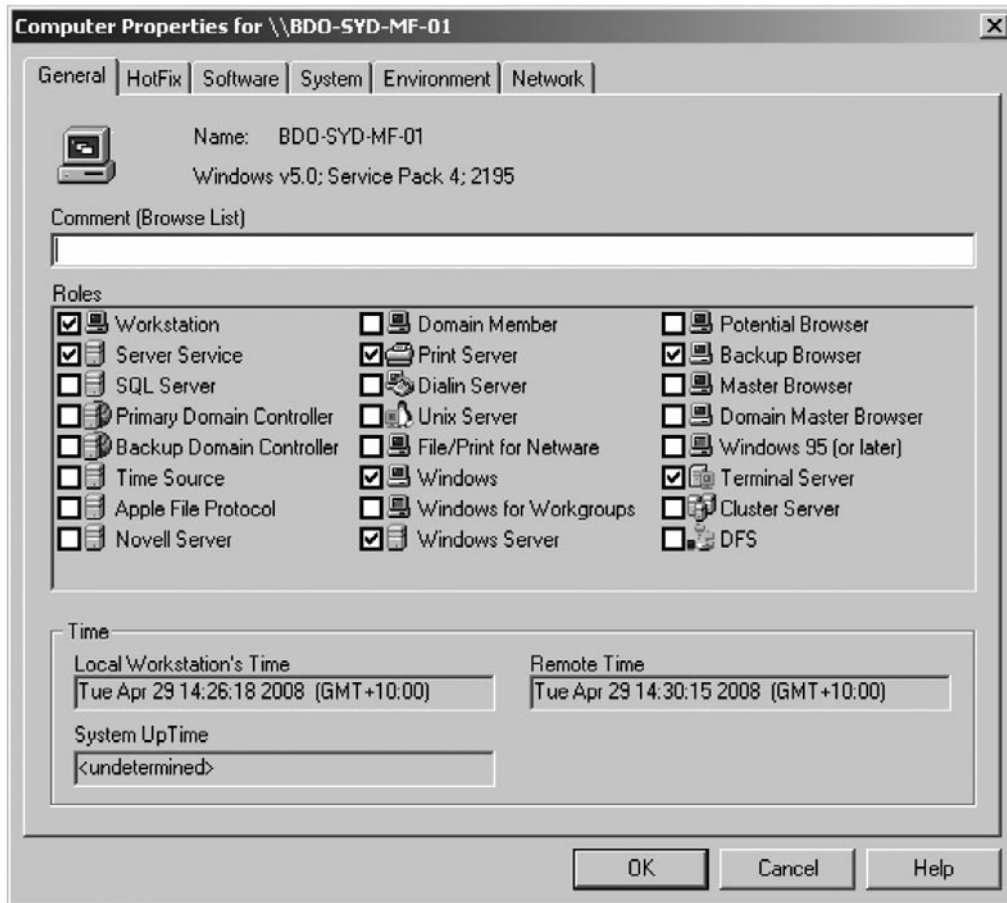 Computer Properties for \\BDO-SYD-MF-01
General HotFix Software System Environment Network
Name: BDO-SYD-MF-01
Windows v5.0; Service Pack 4; 2195
Comment (Browse List)
Roles
Workstation Domain Member Potential Browser
Server Service Print Server Backup Browser
SQL Server Dialin Server Master Browser
Primary Domain Controller Unix Server Domain Master Browser
Backup Domain Controller File/Print for Netware Windows 95 (or later)
Time Source Windows Terminal Server
Apple File Protocol Windows for Workgroups Cluster Server
Novell Server Windows Server DFS
Time
Local Workstation's Time Remote Time
Tue Apr 29 14:26:18 2008 (GMT+10:00) Tue Apr 29 14:30:15 2008 (GMT+10:00)
System UpTime
<undetermined>
OK Cancel Help